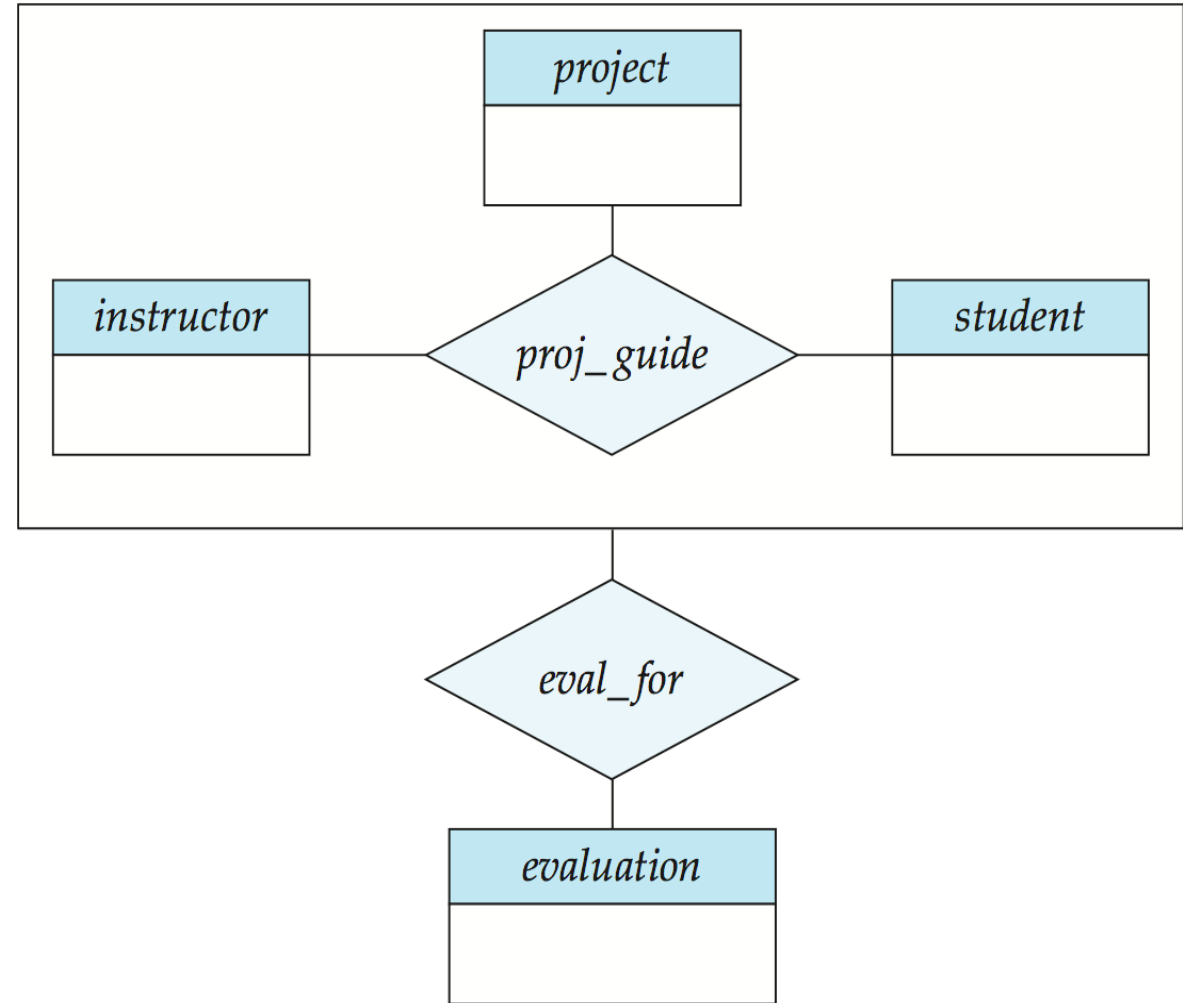 project
instructor
proj_guide
student
eval_for
evaluation